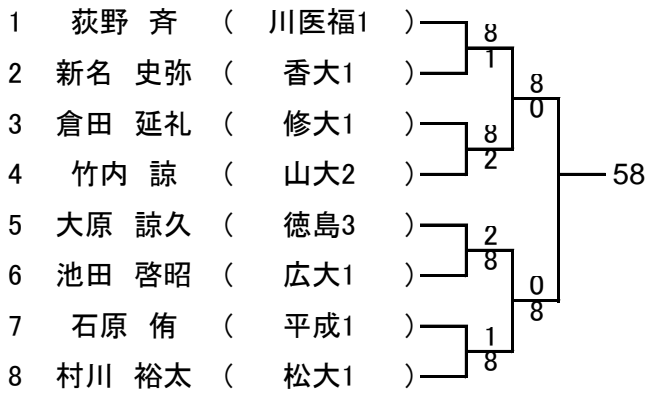 1 荻野 斉 ( 川医福1 )
8
1
2 新名 史弥 ( 香大1 )
8
0
3 倉田 延礼 ( 修大1 )
8
2
4 竹内 諒 ( 山大2 )
58
5 大原 諒久 ( 徳島3 )
2
8
6 池田 啓昭 ( 広大1 )
0
8
7 石原 侑 ( 平成1 )
1
8
8 村川 裕太 ( 松大1 )